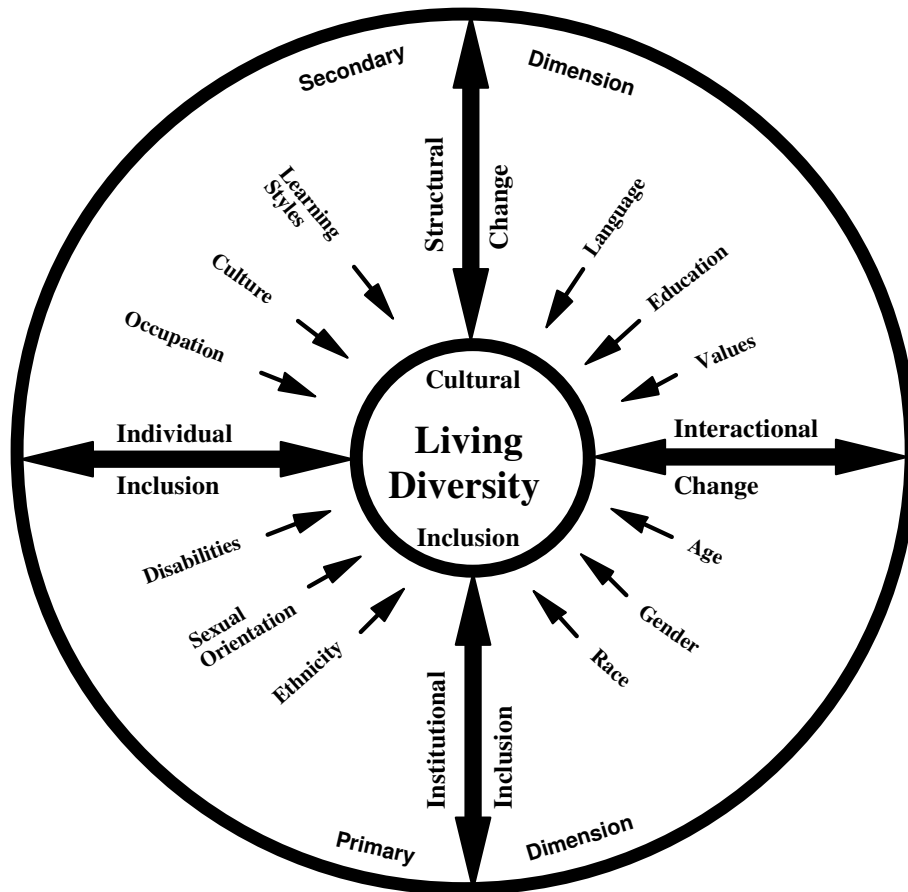 Secondary Dimension
Structural
Change
Learning
Styles
Language
Culture
Education
Occupation
Values
Cultural
Living
Diversity
Inclusion
Individual
Inclusion
Interactional
Change
Disabilities
Age
Sexual
Orientation
Gender
Ethnicity
Race
Institutional
Inclusion
Primary Dimension